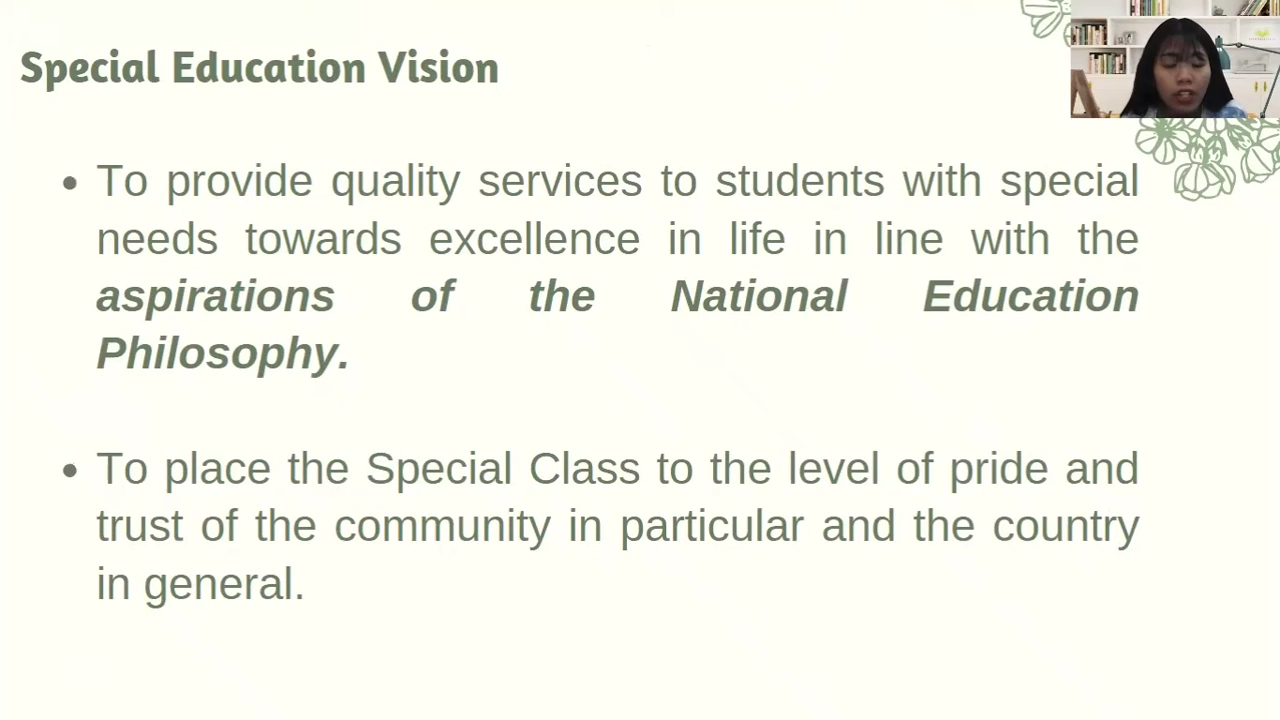 Special Education Vision
• To provide quality services to students with special
needs towards excellence in life in line with the
aspirations of the National Education
Philosophy.
• To place the Special Class to the level of pride and
trust of the community in particular and the country
in general.